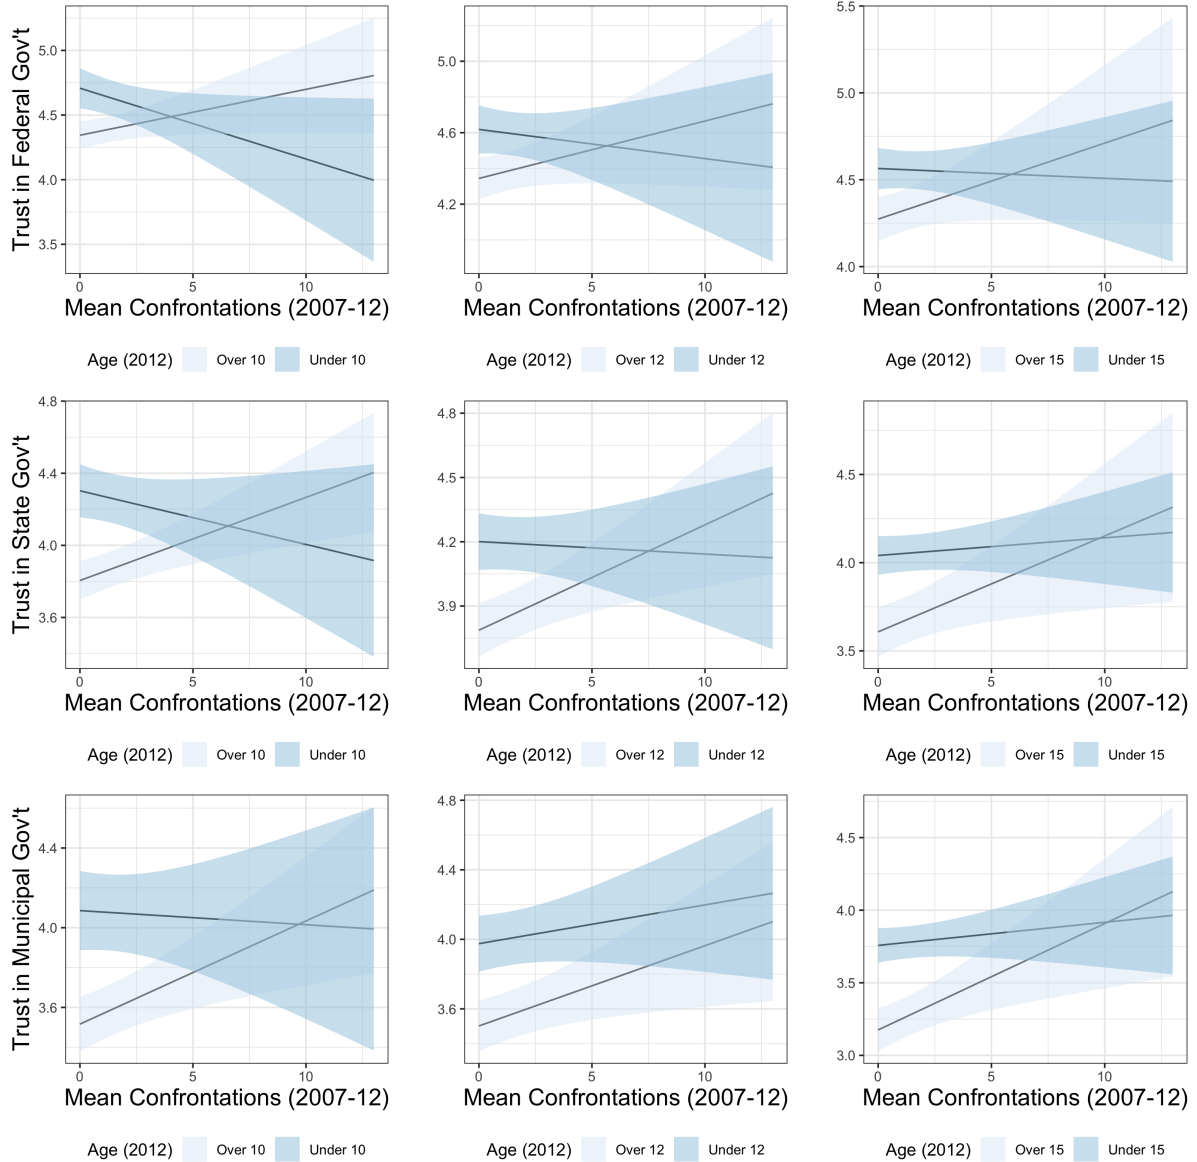 Trust in Federal Gov't
5.0
4.5
4.0
3.5
0 5 10
Mean Confrontations (2007-12)
Age (2012) Over 10 Under 10
5.0
4.6
4.2
0 5 10
Mean Confrontations (2007-12)
Age (2012) Over 12 Under 12
5.5
5.0
4.5
4.0
0 5 10
Mean Confrontations (2007-12)
Age (2012) Over 15 Under 15
Trust in State Gov't
4.8
4.4
4.0
3.6
0 5 10
Mean Confrontations (2007-12)
Age (2012) Over 10 Under 10
4.8
4.5
4.2
3.9
0 5 10
Mean Confrontations (2007-12)
Age (2012) Over 12 Under 12
4.5
4.0
3.5
0 5 10
Mean Confrontations (2007-12)
Age (2012) Over 15 Under 15
Trust in Municipal Gov't
4.4
4.0
3.6
0 5 10
Mean Confrontations (2007-12)
Age (2012) Over 10 Under 10
4.8
4.4
4.0
3.6
0 5 10
Mean Confrontations (2007-12)
Age (2012) Over 12 Under 12
4.5
4.0
3.5
3.0
0 5 10
Mean Confrontations (2007-12)
Age (2012) Over 15 Under 15